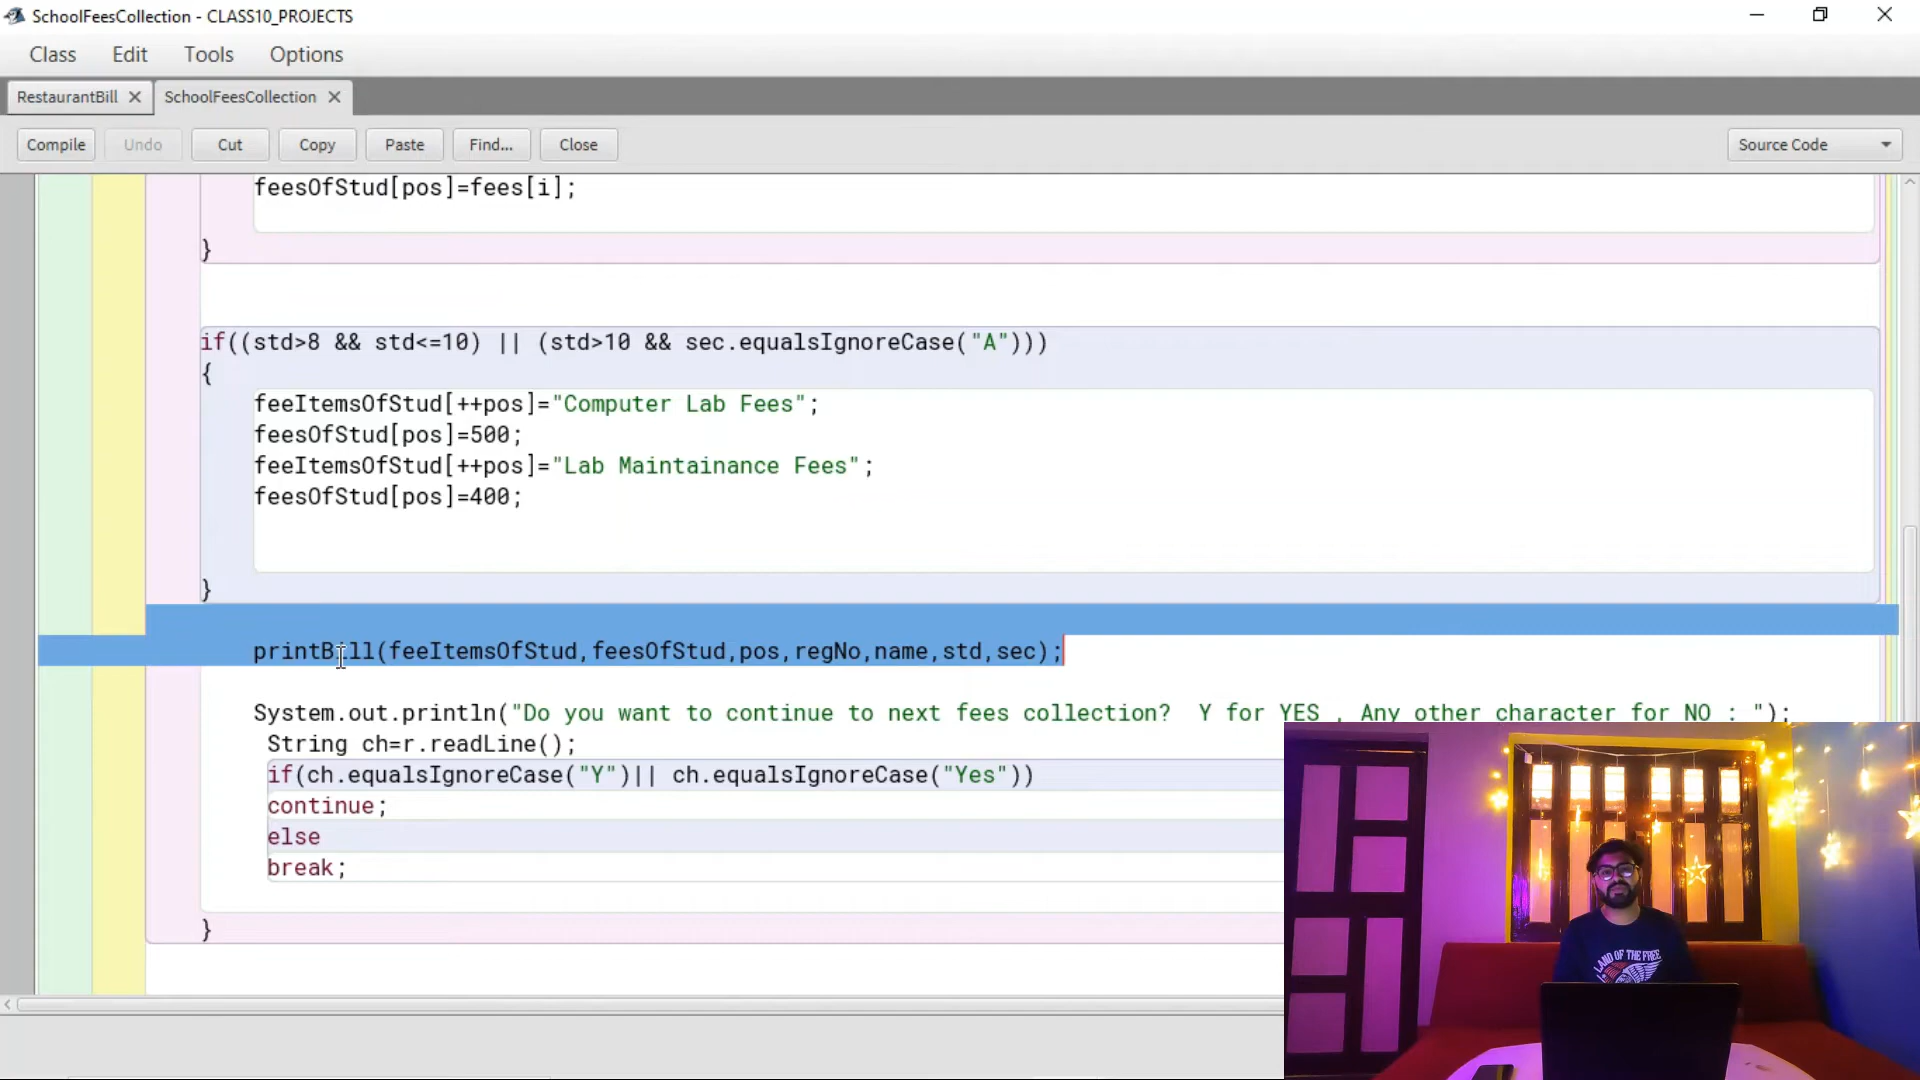 SchoolFeesCollection - CLASS10_PROJECTS
Class Edit Tools Options
RestaurantBill SchoolFeesCollection
Compile Undo Cut Copy Paste Find... Close Source Code
feesOfStud[pos]=fees[i];
}
if((std>8 && std<=10) || (std>10 && sec.equalsIgnoreCase("A")))
{
feeItemsOfStud[++pos]="Computer Lab Fees";
feesOfStud[pos]=500;
feeItemsOfStud[++pos]="Lab Maintainance Fees";
feesOfStud[pos]=400;
}
printBill(feeItemsOfStud,feesOfStud,pos,regNo,name,std,sec);
System.out.println("Do you want to continue to next fees collection?  Y for YES , Any other character for NO : ");
String ch=r.readLine();
if(ch.equalsIgnoreCase("Y")|| ch.equalsIgnoreCase("Yes"))
continue;
else
break;
}
LAND OF THE FREE